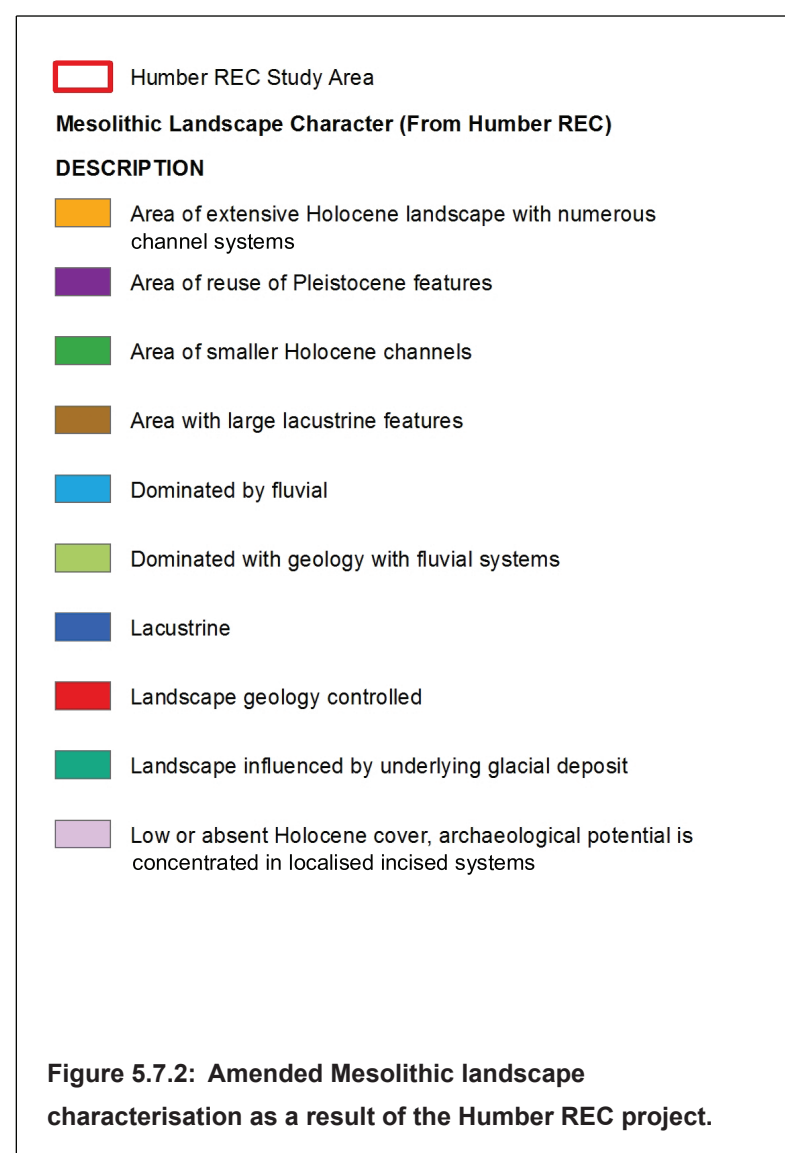 Humber REC Study Area
Mesolithic Landscape Character (From Humber REC)
DESCRIPTION
Area of extensive Holocene landscape with numerous
channel systems
Area of reuse of Pleistocene features
Area of smaller Holocene channels
Area with large lacustrine features
Dominated by fluvial
Dominated with geology with fluvial systems
Lacustrine
Landscape geology controlled
Landscape influenced by underlying glacial deposit
Low or absent Holocene cover, archaeological potential is
concentrated in localised incised systems
Figure 5.7.2: Amended Mesolithic landscape
characterisation as a result of the Humber REC project.